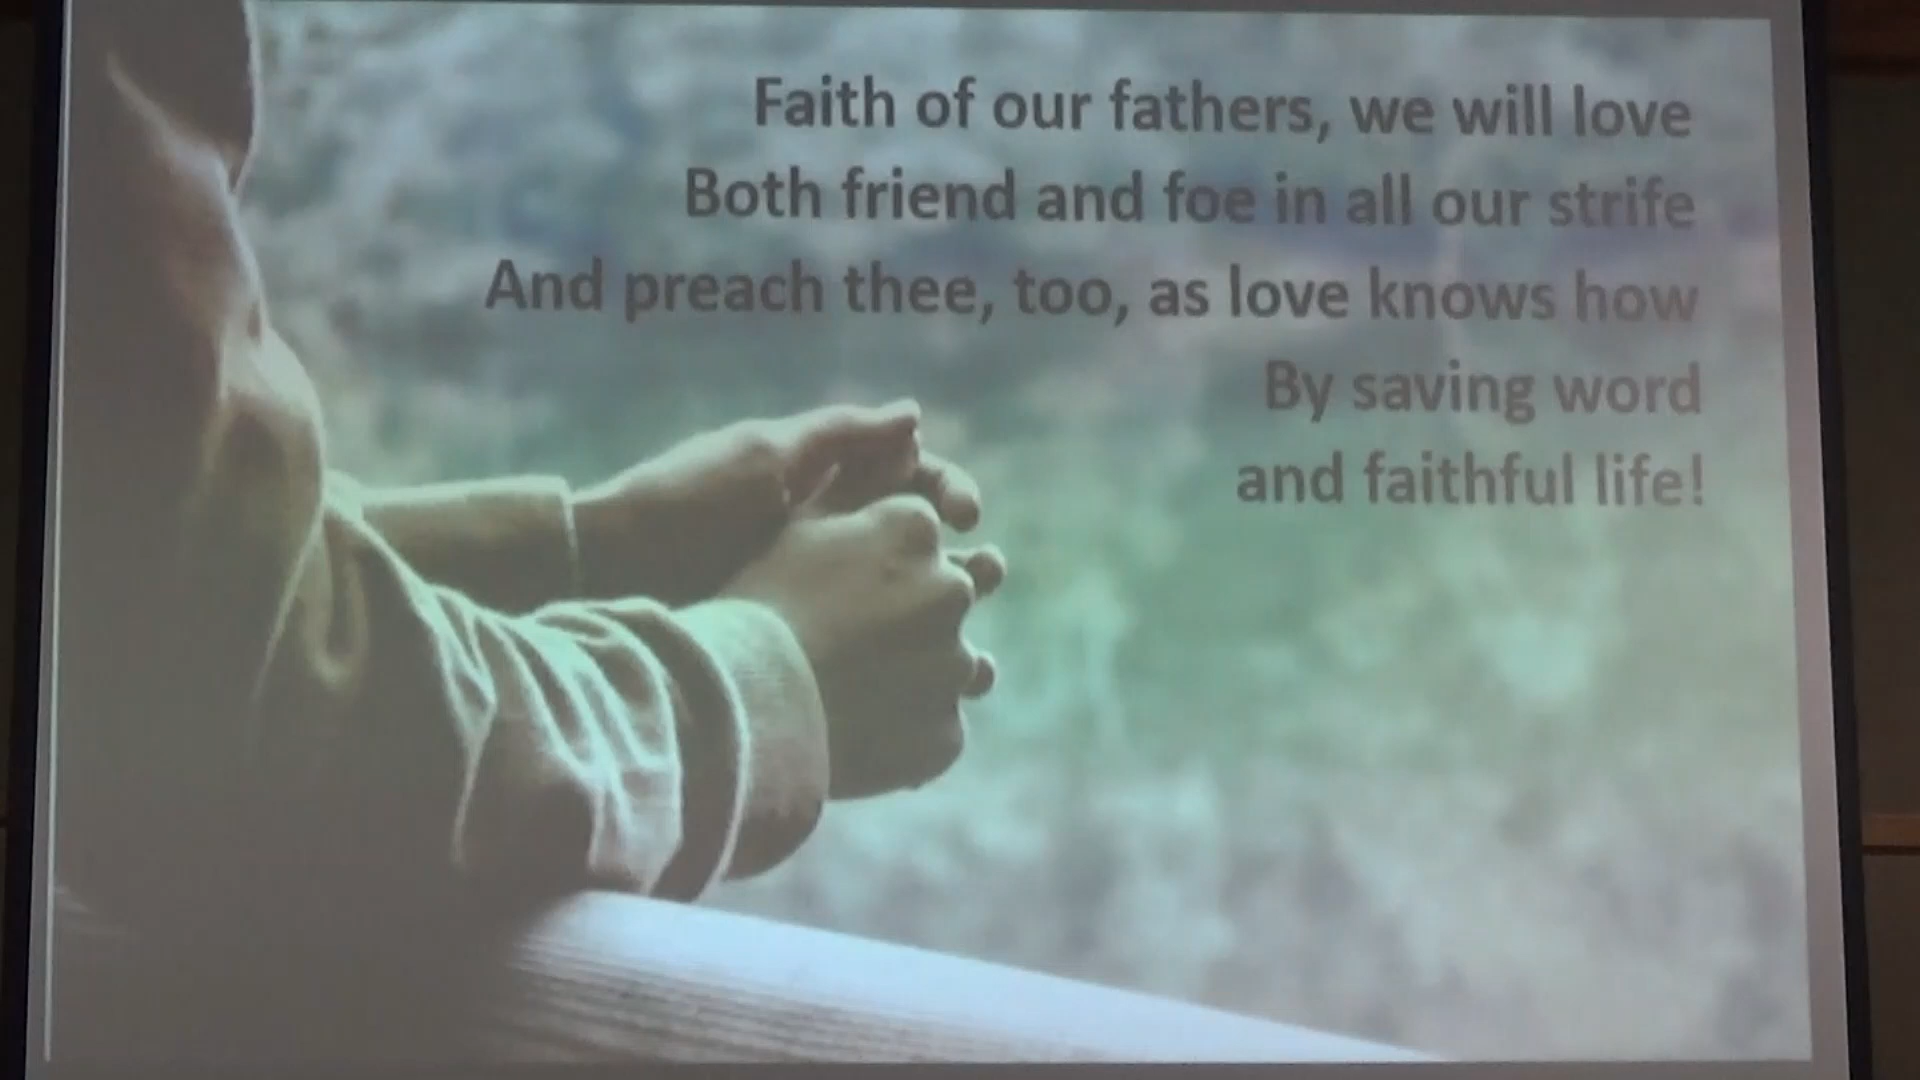 Faith of our fathers, we will love
Both friend and foe in all our strife
And preach thee, too, as love knows how
By saving word
and faithful life!